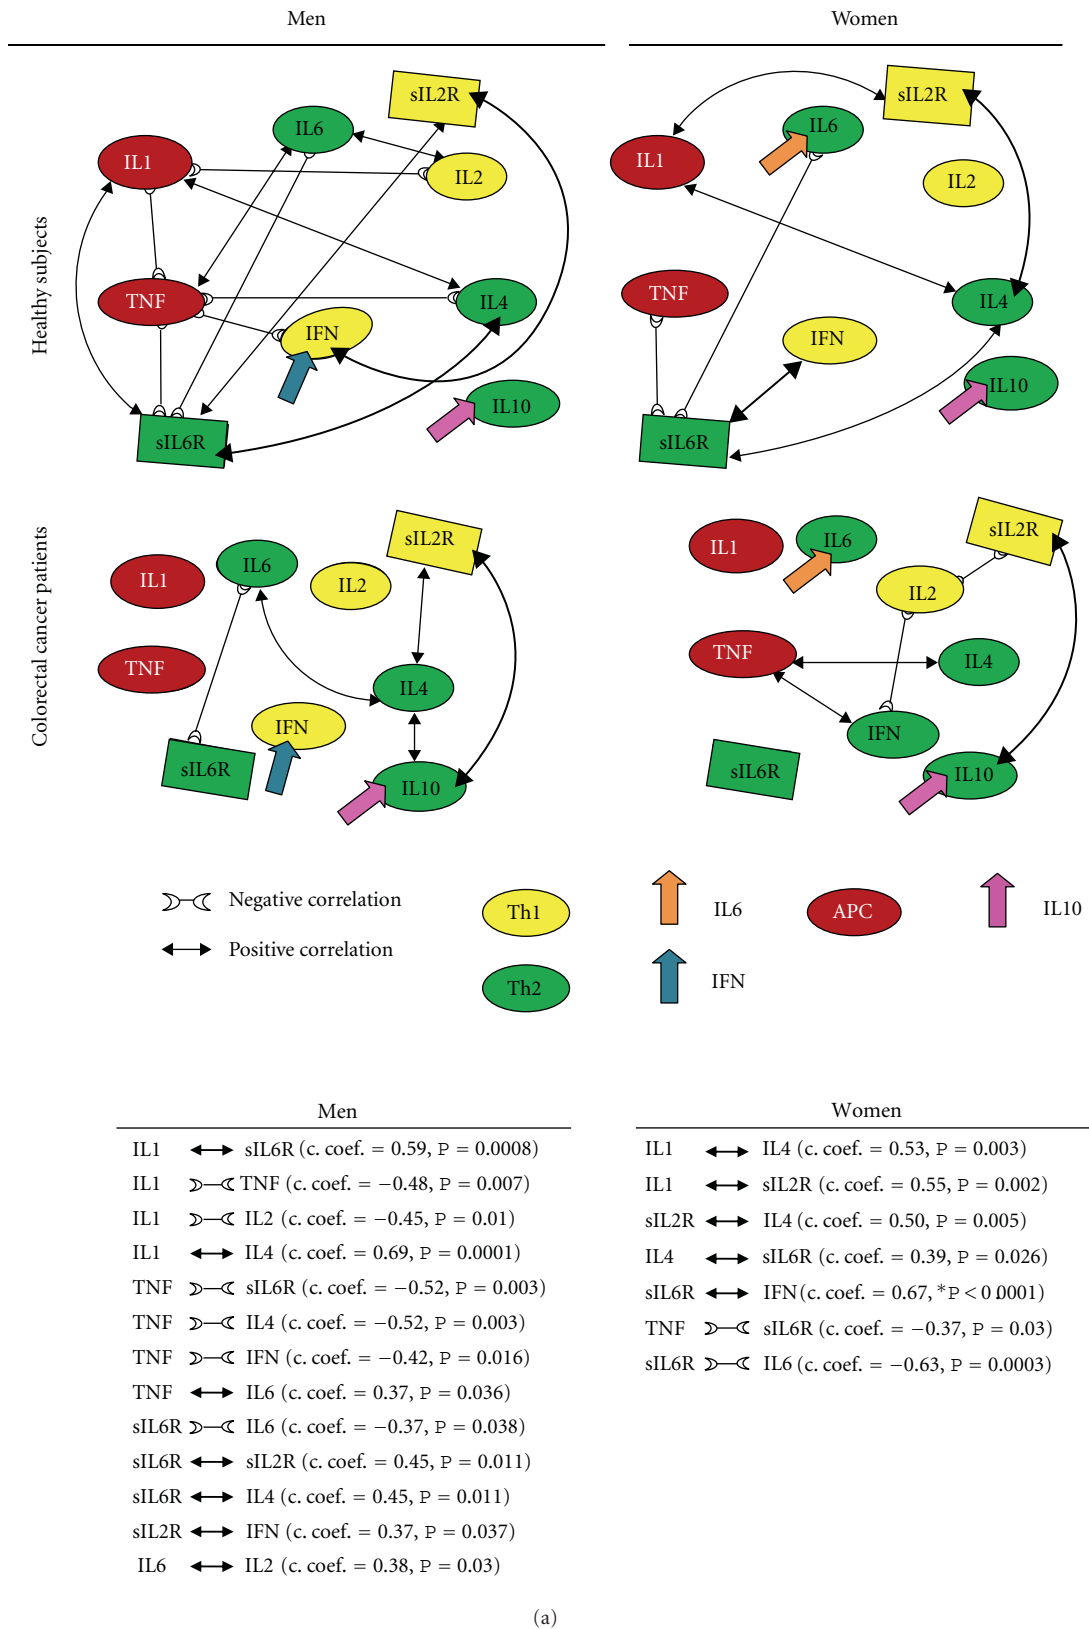 Men
Women
Healthy subjects
sIL2R
IL6
IL1
IL2
TNF
IL4
IFN
IL10
sIL6R
sIL2R
IL6
IL1
IL2
TNF
IL4
IFN
IL10
sIL6R
Colorectal cancer patients
sIL2R
IL6
IL1
IL2
TNF
IL4
IFN
sIL6R
IL10
sIL2R
IL1
IL6
IL2
TNF
IL4
IFN
sIL6R
IL10
Negative correlation
Positive correlation
Th1
Th2
IL6
IFN
APC
IL10
Men
IL1 sIL6R (c. coef. = 0.59, P = 0.0008)
IL1 TNF (c. coef. = −0.48, P = 0.007)
IL1 IL2 (c. coef. = −0.45, P = 0.01)
IL1 IL4 (c. coef. = 0.69, P = 0.0001)
TNF sIL6R (c. coef. = −0.52, P = 0.003)
TNF IL4 (c. coef. = −0.52, P = 0.003)
TNF IFN (c. coef. = −0.42, P = 0.016)
TNF IL6 (c. coef. = 0.37, P = 0.036)
sIL6R IL6 (c. coef. = −0.37, P = 0.038)
sIL6R sIL2R (c. coef. = 0.45, P = 0.011)
sIL6R IL4 (c. coef. = 0.45, P = 0.011)
sIL2R IFN (c. coef. = 0.37, P = 0.037)
IL6 IL2 (c. coef. = 0.38, P = 0.03)
Women
IL1 IL4 (c. coef. = 0.53, P = 0.003)
IL1 sIL2R (c. coef. = 0.55, P = 0.002)
sIL2R IL4 (c. coef. = 0.50, P = 0.005)
IL4 sIL6R (c. coef. = 0.39, P = 0.026)
sIL6R IFN (c. coef. = 0.67, *P < 0.0001)
TNF sIL6R (c. coef. = −0.37, P = 0.03)
sIL6R IL6 (c. coef. = −0.63, P = 0.0003)
(a)